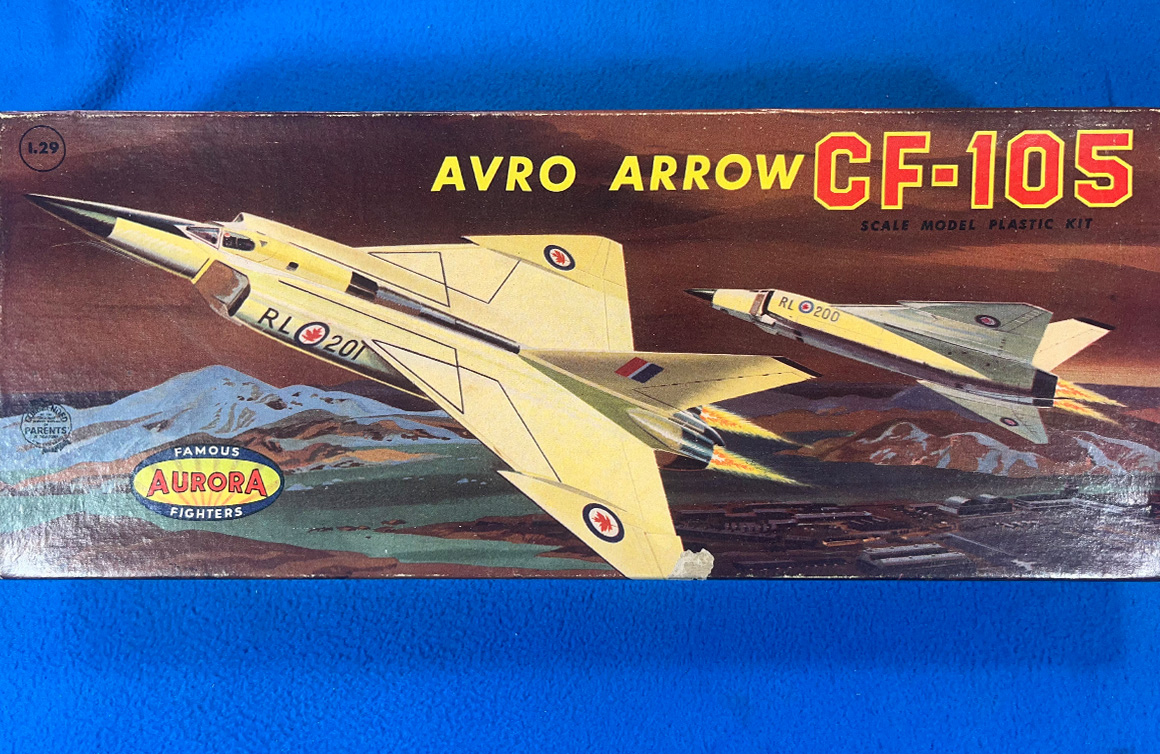 1.29
AVRO ARROW CF-105
SCALE MODEL PLASTIC KIT
RL 201
RL 200
PARENTS
FAMOUS
AURORA
FIGHTERS